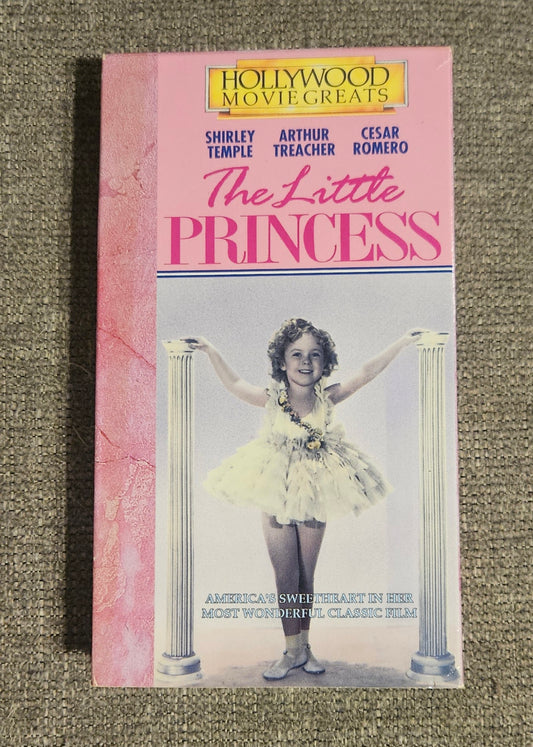 HOLLYWOOD
MOVIE GREATS
SHIRLEY TEMPLE
ARTHUR TREACHER
CESAR ROMERO
The Little
PRINCESS
AMERICA'S SWEETHEART IN HER
MOST WONDERFUL CLASSIC FILM